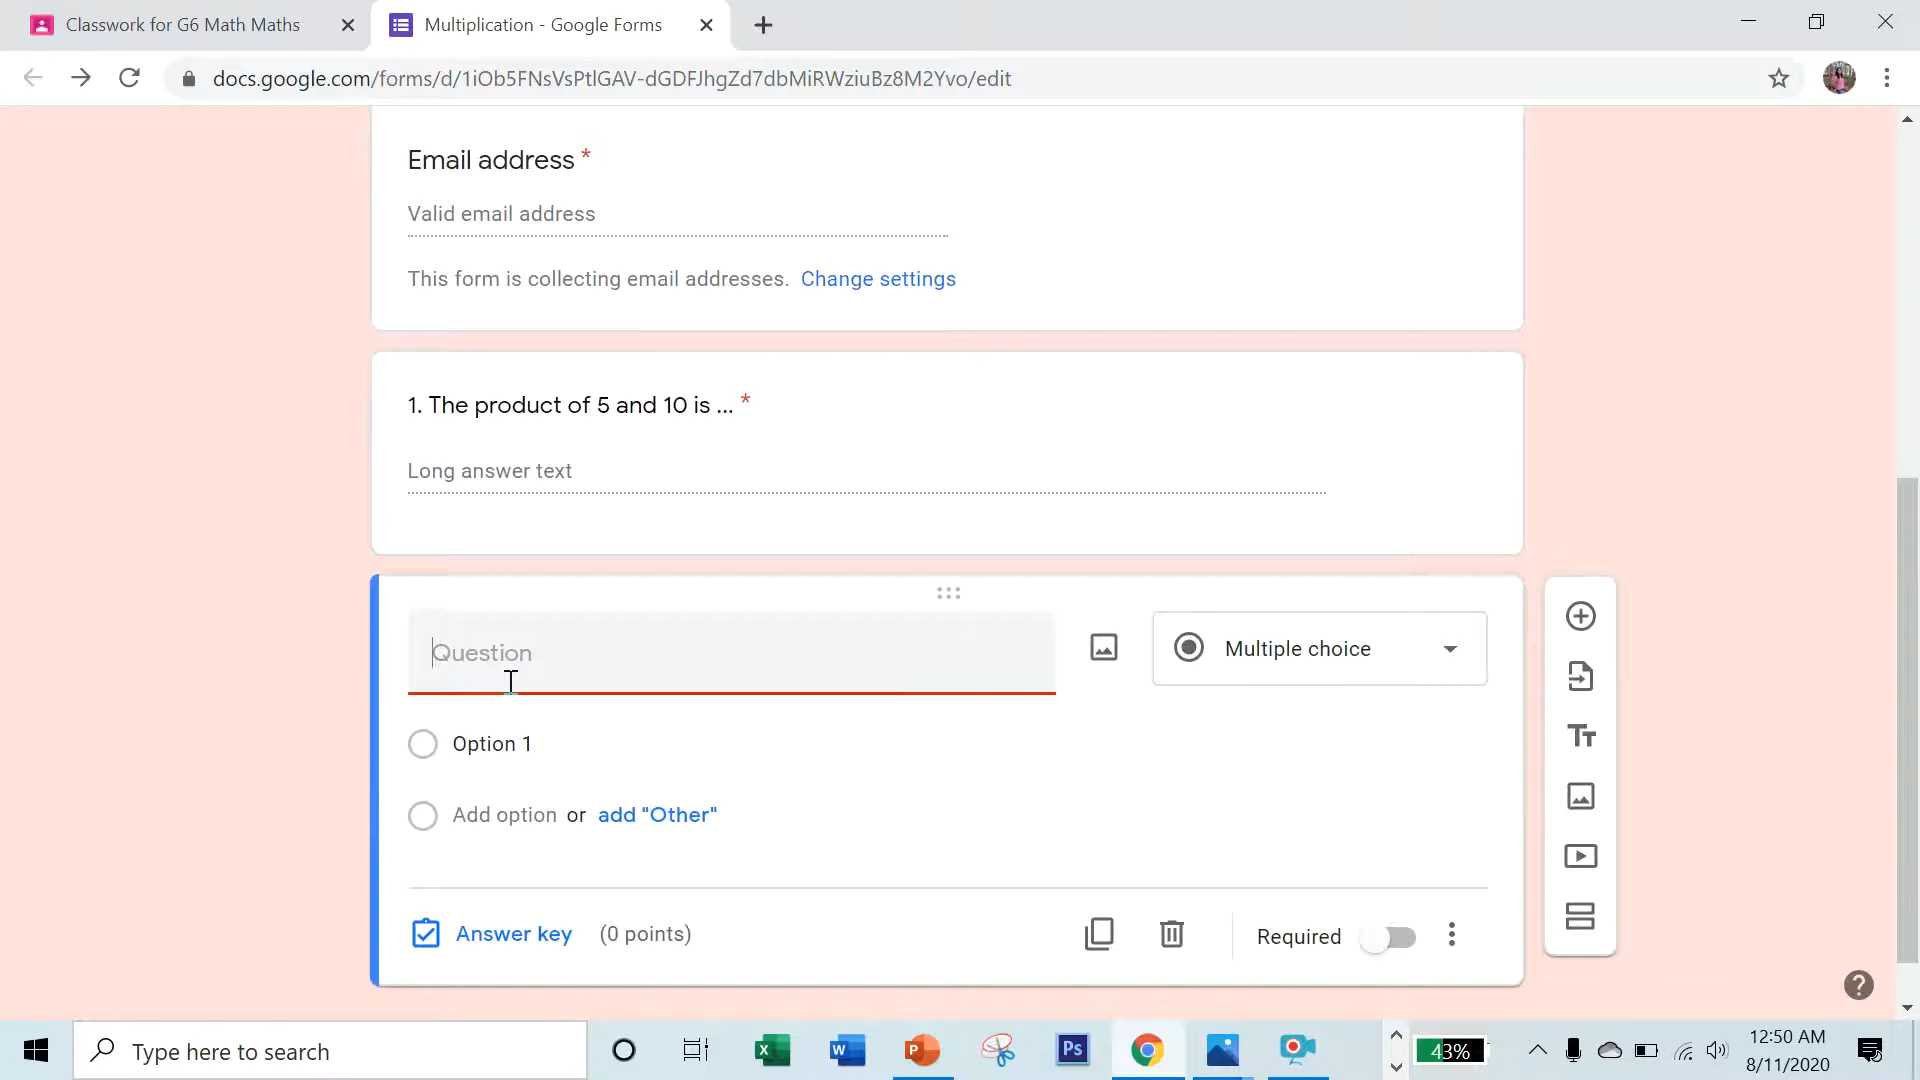 Classwork for G6 Math Maths
Multiplication - Google Forms
docs.google.com/forms/d/1iOb5FNsVsPtlGAV-dGDFJhgZd7dbMiRWziuBz8M2Yvo/edit
Email address *
Valid email address
This form is collecting email addresses. Change settings
1. The product of 5 and 10 is ... *
Long answer text
Question
Multiple choice
Option 1
Add option or add "Other"
Answer key (0 points)
Required
Type here to search
43%
12:50 AM
8/11/2020